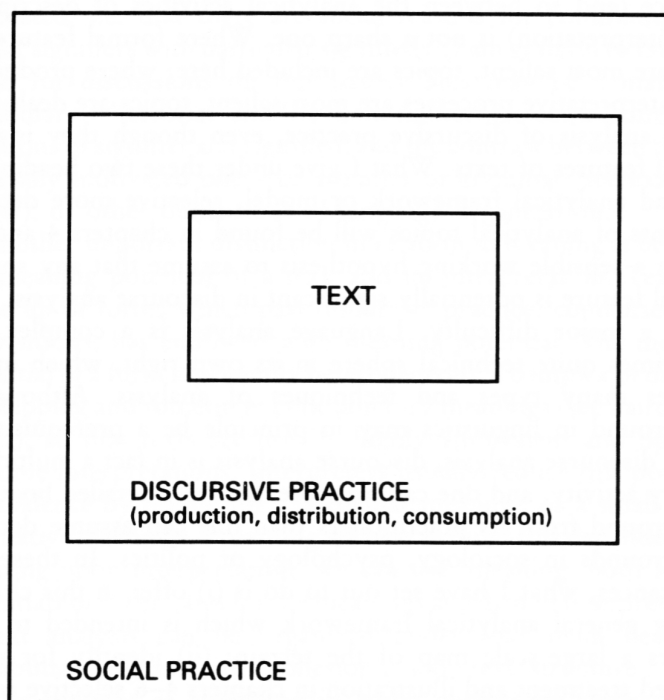 TEXT
DISCURSIVE PRACTICE
(production, distribution, consumption)
SOCIAL PRACTICE